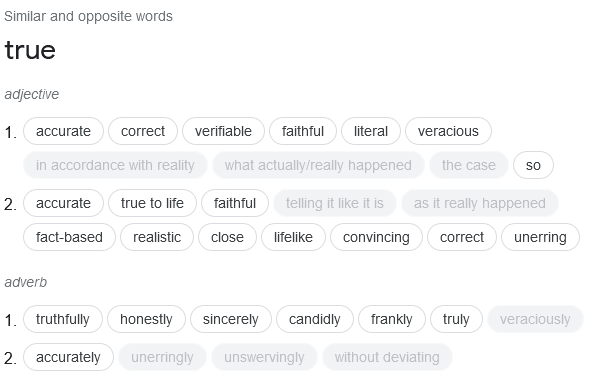 Similar and opposite words
true
adjective
1. accurate correct verifiable faithful literal veracious
in accordance with reality what actually/really happened the case so
2. accurate true to life faithful telling it like it is as it really happened
fact-based realistic close lifelike convincing correct unerring
adverb
1. truthfully honestly sincerely candidly frankly truly veraciously
2. accurately unerringly unswervingly without deviating